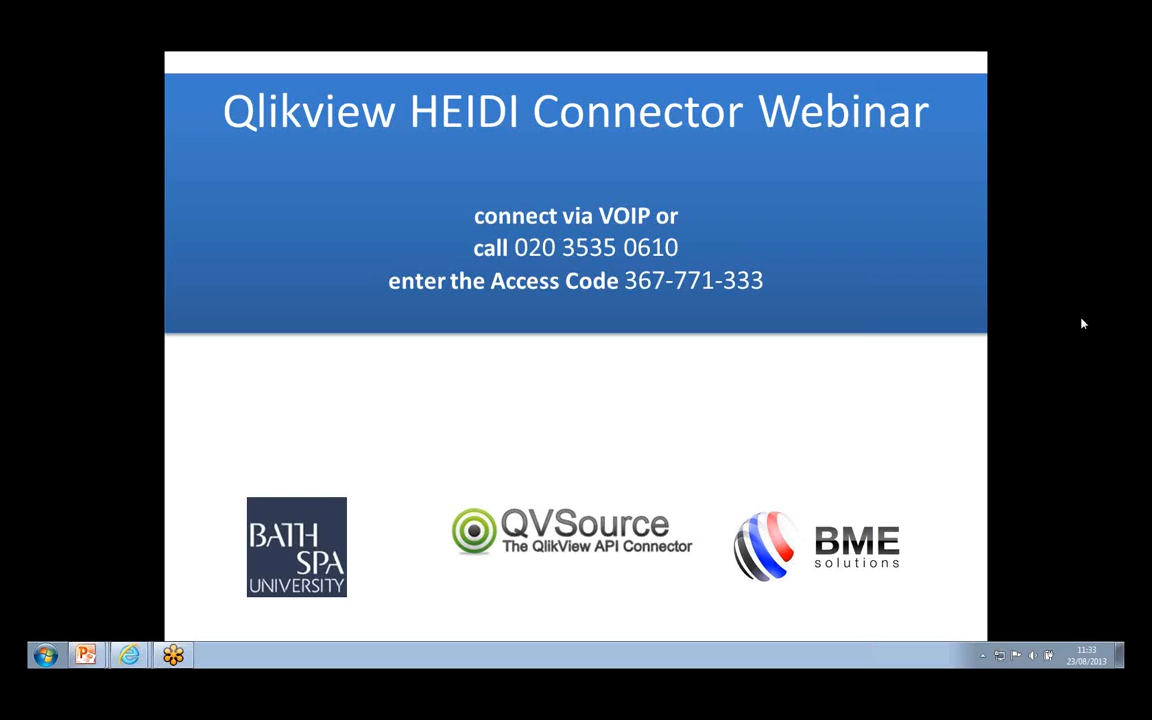 Qlikview HEIDI Connector Webinar
connect via VOIP or
call 020 3535 0610
enter the Access Code 367-771-333
BATH
SPA
UNIVERSITY
QVSource
The QlikView API Connector
BME
solutions
11:33
23/08/2013